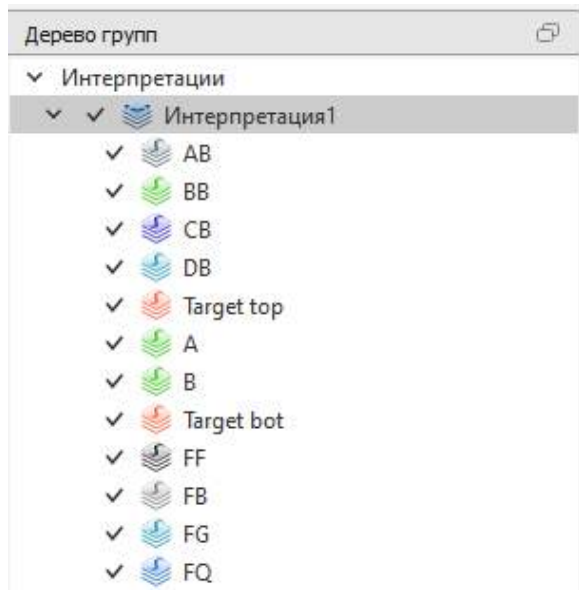 Дерево групп
Интерпретации
Интерпретация1
AB
BB
CB
DB
Target top
A
B
Target bot
FF
FB
FG
FQ